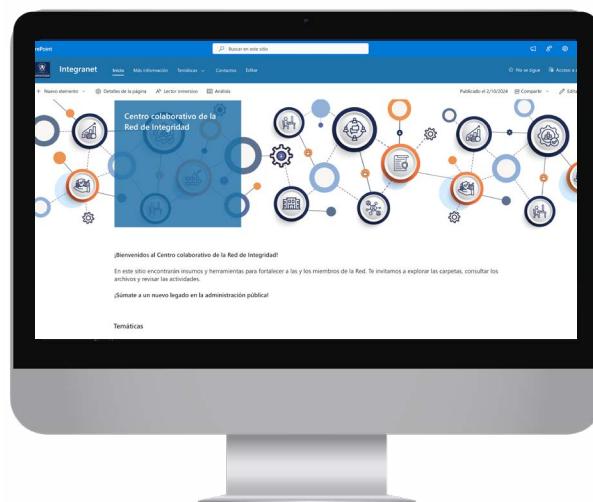 Buscar en este sitio
Integranet Inicio Más información Temáticas Contactos Editar No se sigue
+ Nuevo elemento Detalles de la página Lector inmersivo Análisis Publicado el 2/10/2024 Compartir
Centro colaborativo de la
Red de Integridad
¡Bienvenidos al Centro colaborativo de la Red de Integridad!
En este sitio encontrarán insumos y herramientas para fortalecer a las y los miembros de la Red. Te invitamos a explorar las carpetas, consultar los
archivos y revisar las actividades.
¡Súmate a un nuevo legado en la administración pública!
Temáticas